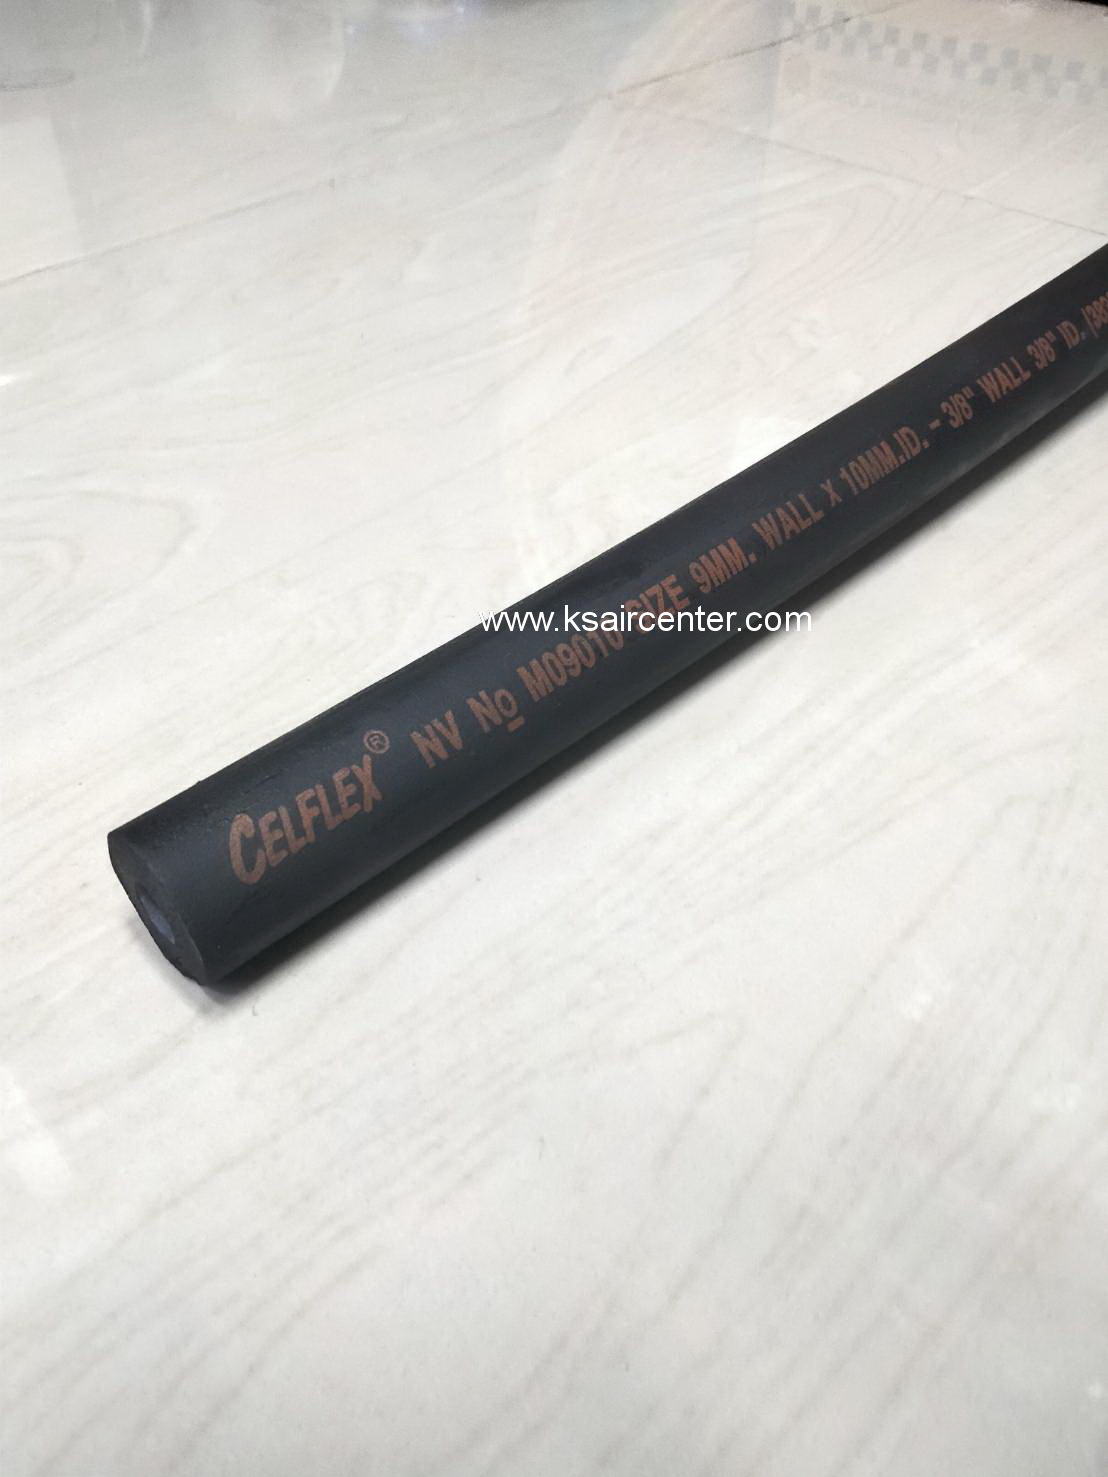 CELFLEX® NV No M09010-SIZE 9MM. WALL X 10MM.ID. - 3/8" WALL 3/8" ID.
www.ksaircenter.com